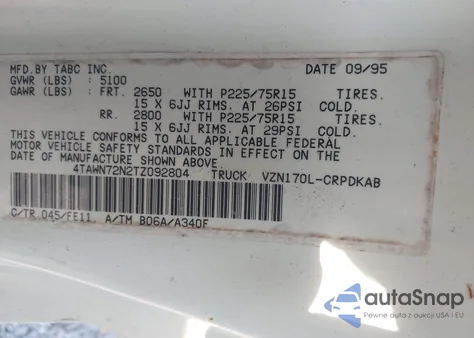 MFD.BY TABC INC. DATE 09/95
GVWR (LBS) : 5100
GAWR (LBS) : FRT. 2650 WITH P225/75R15 TIRES.
15 X 6JJ RIMS. AT 26PSI COLD.
RR. 2800 WITH P225/75R15 TIRES.
15 X 6JJ RIMS. AT 29PSI COLD.
THIS VEHICLE CONFORMS TO ALL APPLICABLE FEDERAL
MOTOR VEHICLE SAFETY STANDARDS IN EFFECT ON THE
DATE OF MANUFACTURE SHOWN ABOVE.
4TAWN72N2TZ092804 TRUCK VZN170L-CRPDKAB
C/TR 045/FE11, A/TM B06A/A340F
autoSnap
Pewne auta z aukcji USA i EU